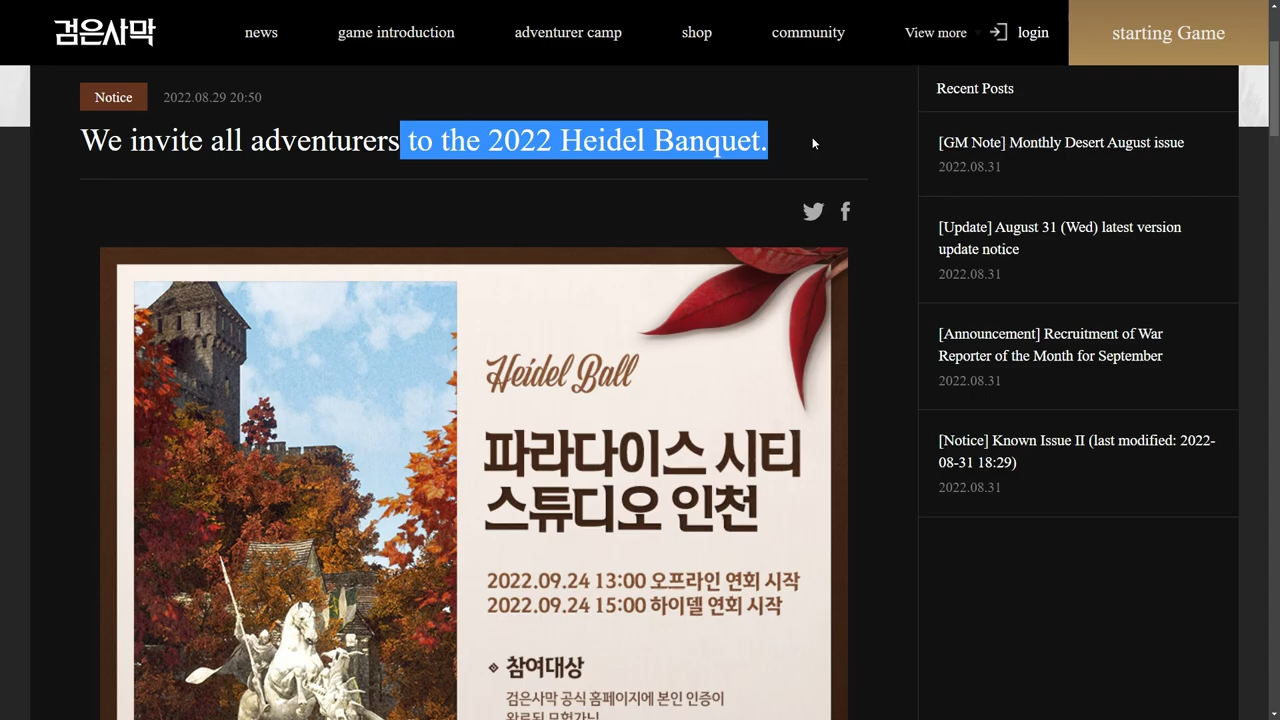 검은사막
news
game introduction
adventurer camp
shop
community
View more
login
starting Game
Notice
2022.08.29 20:50
We invite all adventurers to the 2022 Heidel Banquet.
Heidel Ball
파라다이스 시티
스튜디오 인천
2022.09.24 13:00 오프라인 연회 시작
2022.09.24 15:00 하이델 연회 시작
참여대상
검은사막 공식 홈페이지에 본인 인증이
완료된 모험가님
Recent Posts
[GM Note] Monthly Desert August issue
2022.08.31
[Update] August 31 (Wed) latest version
update notice
2022.08.31
[Announcement] Recruitment of War
Reporter of the Month for September
2022.08.31
[Notice] Known Issue II (last modified: 2022-
08-31 18:29)
2022.08.31